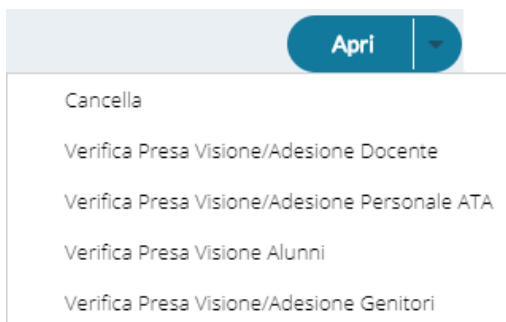 Apri
Cancella
Verifica Presa Visione/Adesione Docente
Verifica Presa Visione/Adesione Personale ATA
Verifica Presa Visione Alunni
Verifica Presa Visione/Adesione Genitori